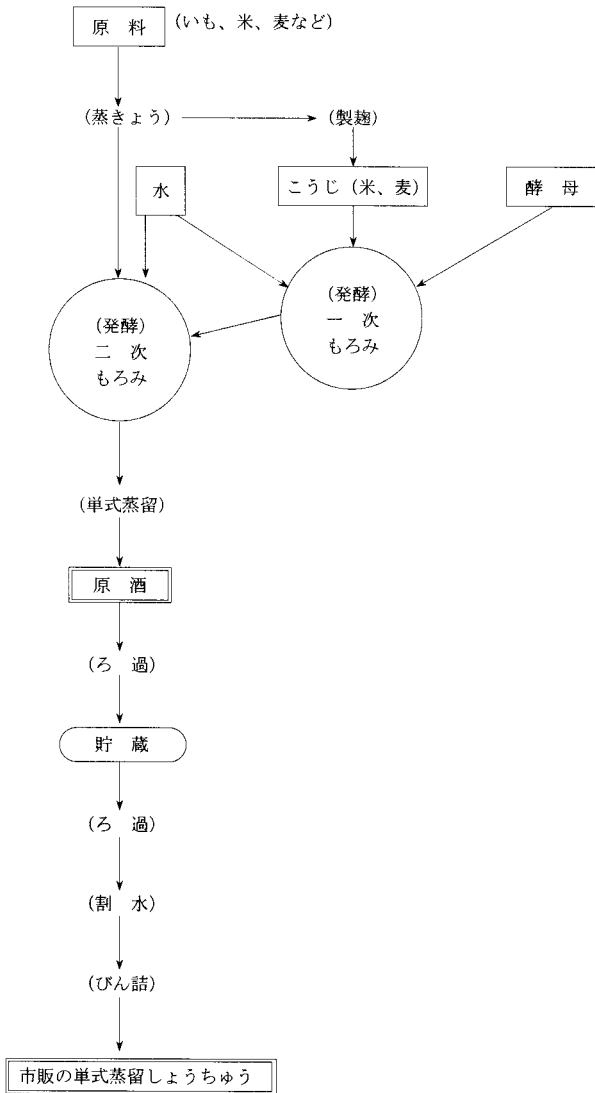 原　料
(いも、米、麦など)
(蒸きょう)
(製麹)
水
こうじ (米、麦)
酵　母
(発酵)
一　次
もろみ
(発酵)
二　次
もろみ
(単式蒸留)
原　酒
(ろ　過)
貯　蔵
(ろ　過)
(割　水)
(びん詰)
市販の単式蒸留しょうちゅう